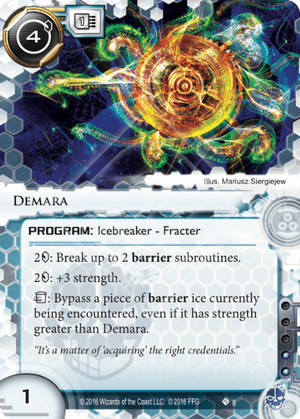 4
1
Illus. Mariusz Siergiejew
DEMARA
PROGRAM: Icebreaker - Fracter
2: Break up to 2 barrier subroutines.
2: +3 strength.
: Bypass a piece of barrier ice currently
being encountered, even if it has strength
greater than Demara.
“It’s a matter of ‘acquiring’ the right credentials.”
1
© 2016 Wizards of the Coast LLC. © 2016 FFG
8